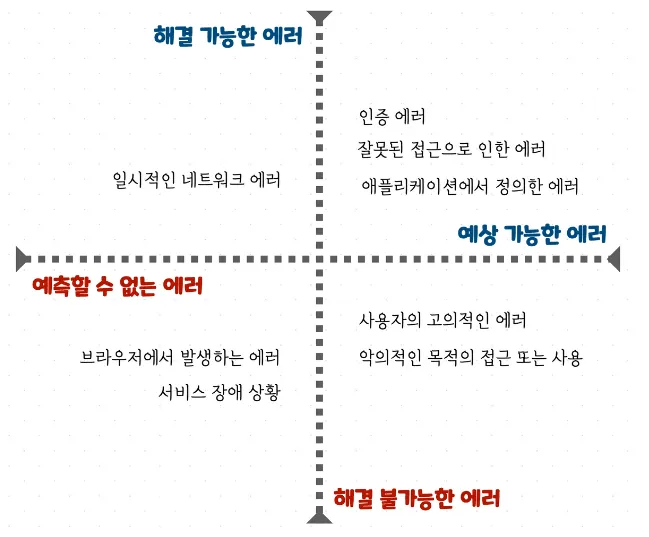 해결 가능한 에러
인증 에러
잘못된 접근으로 인한 에러
일시적인 네트워크 에러
애플리케이션에서 정의한 에러
예상 가능한 에러
예측할 수 없는 에러
사용자의 고의적인 에러
브라우저에서 발생하는 에러
악의적인 목적의 접근 또는 사용
서비스 장애 상황
해결 불가능한 에러